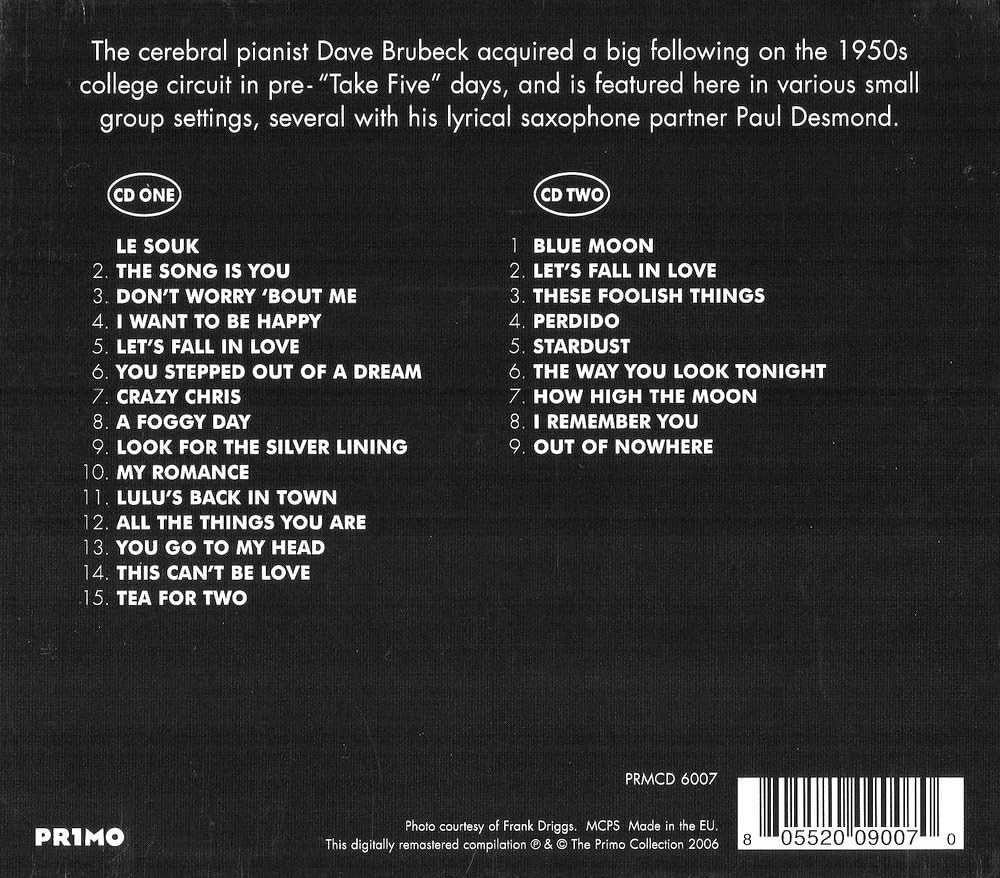 The cerebral pianist Dave Brubeck acquired a big following on the 1950s
college circuit in pre-“Take Five” days, and is featured here in various small
group settings, several with his lyrical saxophone partner Paul Desmond.
CD ONE
LE SOUK
2. THE SONG IS YOU
3. DON’T WORRY ‘BOUT ME
4. I WANT TO BE HAPPY
5. LET’S FALL IN LOVE
6. YOU STEPPED OUT OF A DREAM
7. CRAZY CHRIS
8. A FOGGY DAY
9. LOOK FOR THE SILVER LINING
10. MY ROMANCE
11. LULU’S BACK IN TOWN
12. ALL THE THINGS YOU ARE
13. YOU GO TO MY HEAD
14. THIS CAN’T BE LOVE
15. TEA FOR TWO
CD TWO
1 BLUE MOON
2. LET’S FALL IN LOVE
3. THESE FOOLISH THINGS
4. PERDIDO
5. STARDUST
6. THE WAY YOU LOOK TONIGHT
7. HOW HIGH THE MOON
8. I REMEMBER YOU
9. OUT OF NOWHERE
PRMCD 6007
PR1MO
Photo courtesy of Frank Driggs. MCPS Made in the EU.
This digitally remastered compilation ℗ & © The Primo Collection 2006
8 05520 09007 0